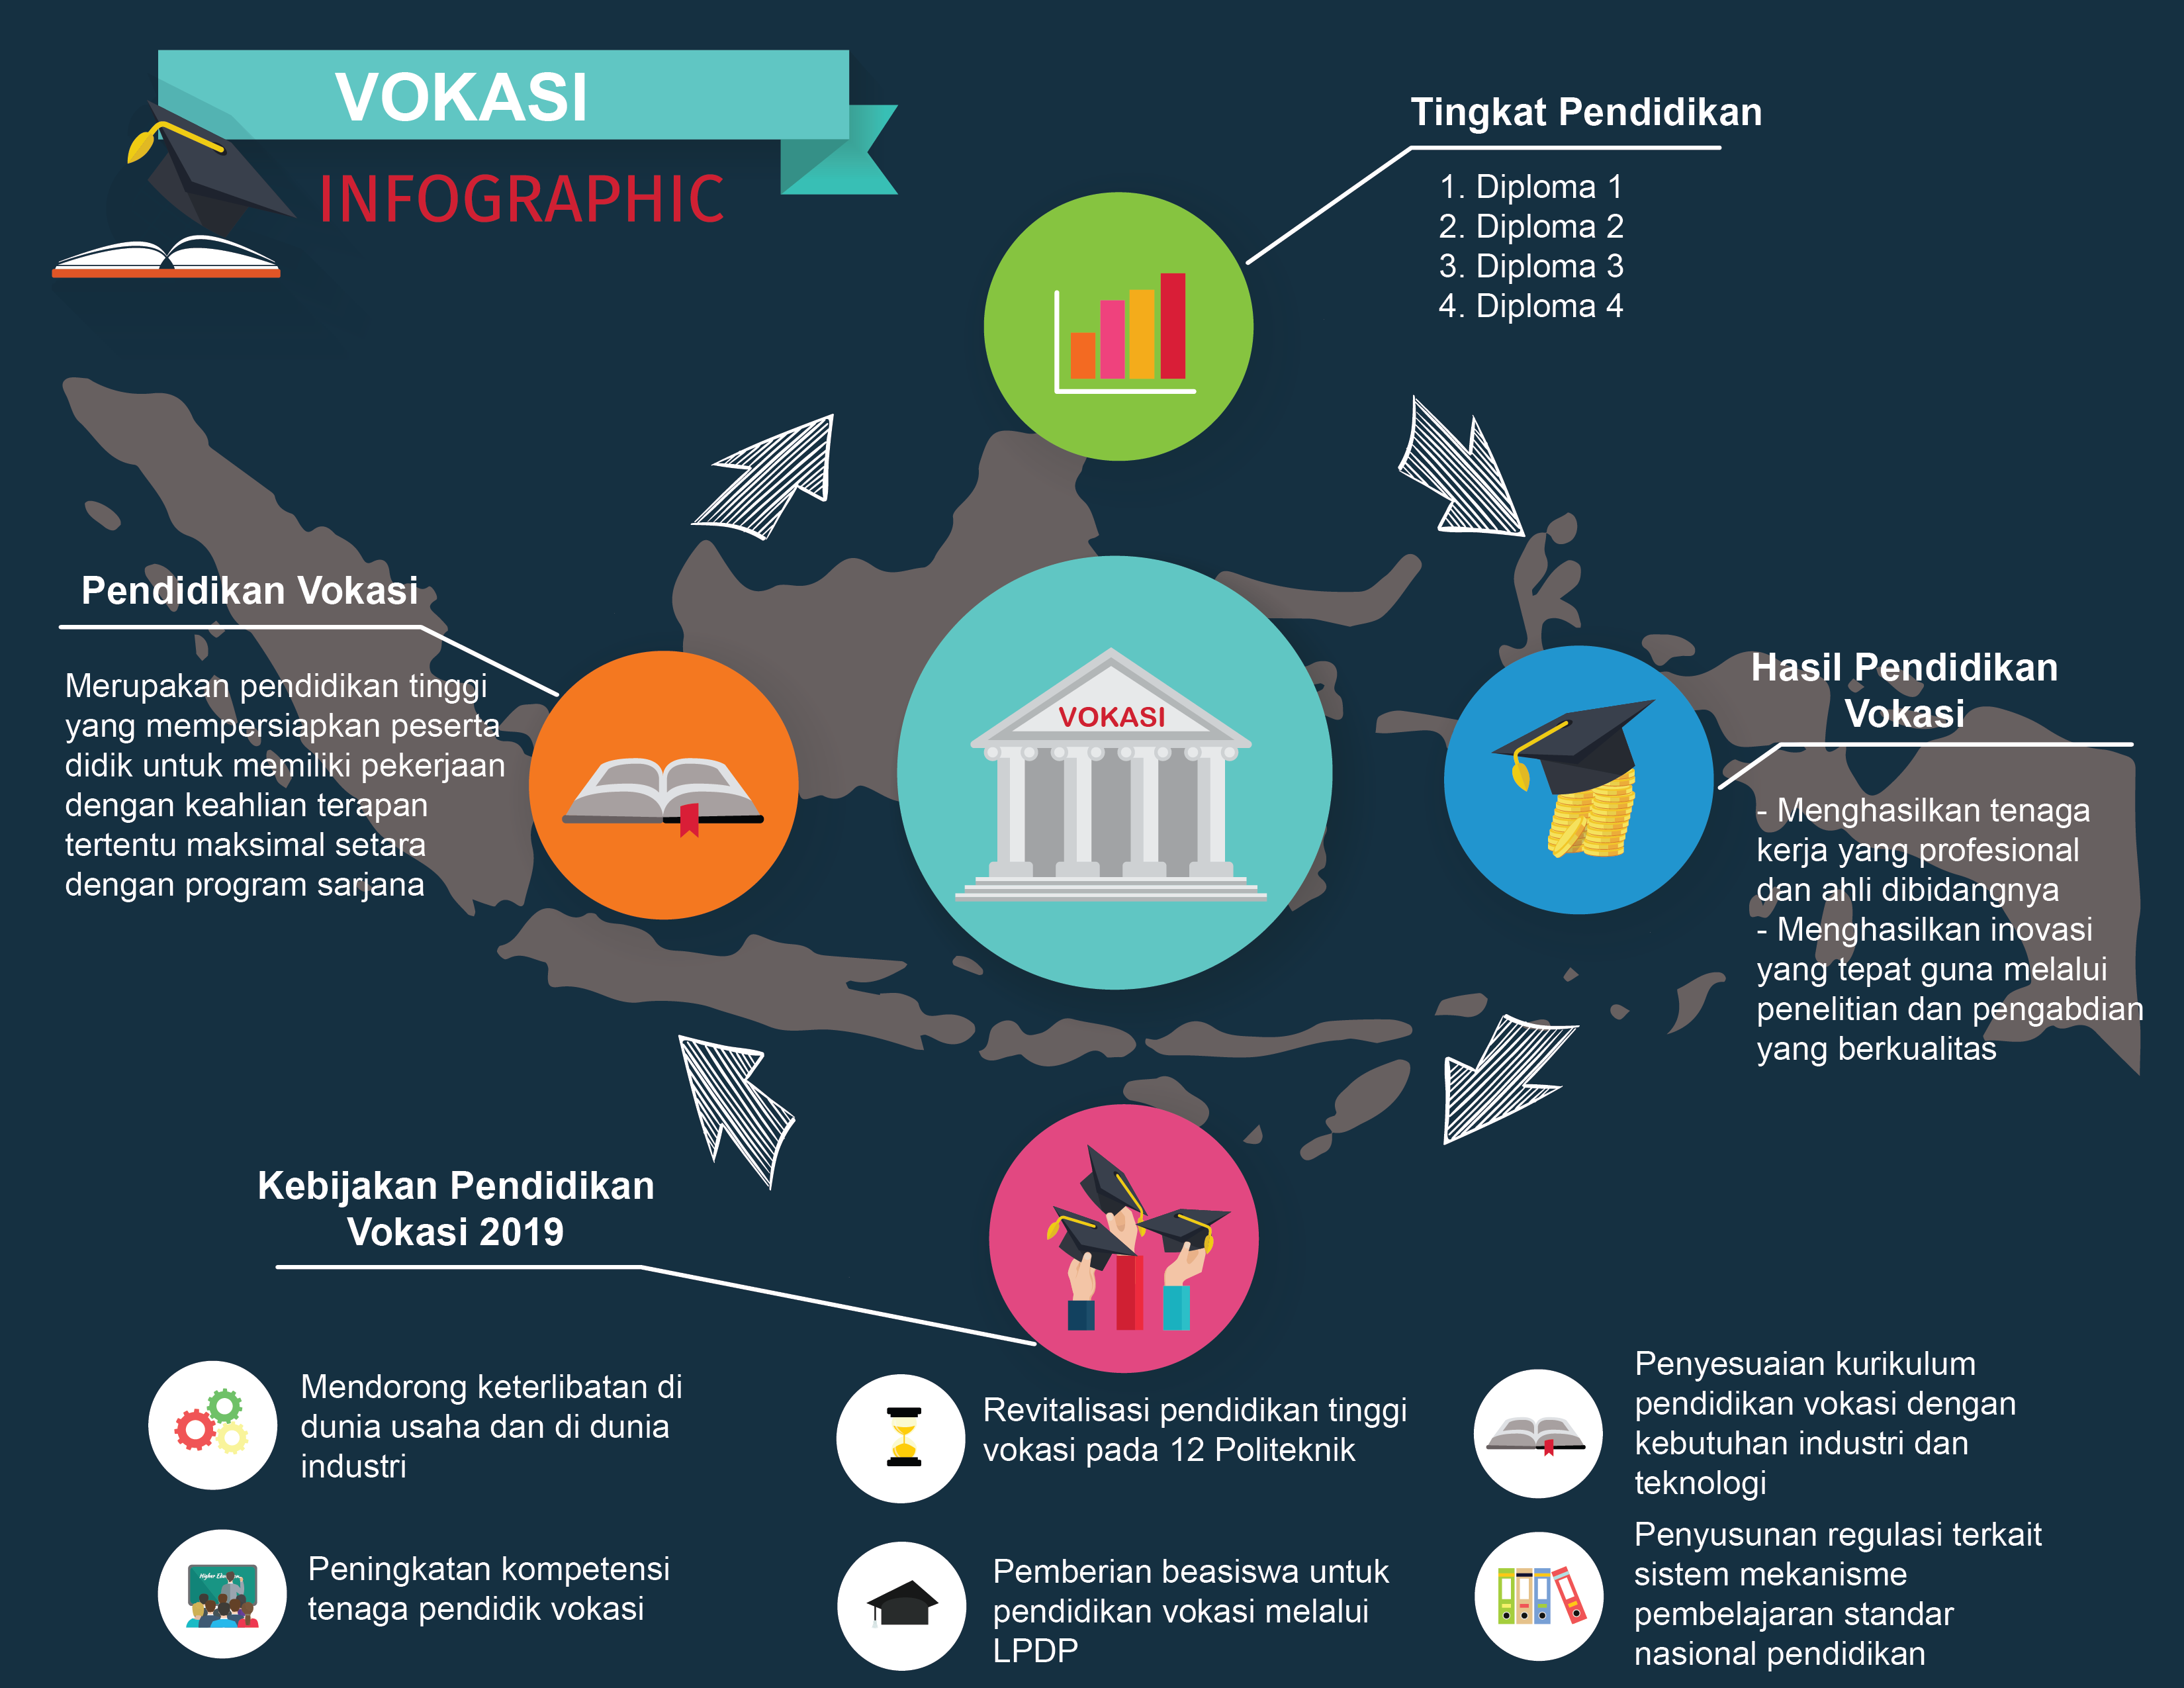 VOKASI
INFOGRAPHIC
Tingkat Pendidikan
1. Diploma 1
2. Diploma 2
3. Diploma 3
4. Diploma 4
Pendidikan Vokasi
Merupakan pendidikan tinggi
yang mempersiapkan peserta
didik untuk memiliki pekerjaan
dengan keahlian terapan
tertentu maksimal setara
dengan program sarjana
VOKASI
Hasil Pendidikan
Vokasi
- Menghasilkan tenaga
kerja yang profesional
dan ahli dibidangnya
- Menghasilkan inovasi
yang tepat guna melalui
penelitian dan pengabdian
yang berkualitas
Kebijakan Pendidikan
Vokasi 2019
Mendorong keterlibatan di
dunia usaha dan di dunia
industri
Revitalisasi pendidikan tinggi
vokasi pada 12 Politeknik
Penyesuaian kurikulum
pendidikan vokasi dengan
kebutuhan industri dan
teknologi
Peningkatan kompetensi
tenaga pendidik vokasi
Pemberian beasiswa untuk
pendidikan vokasi melalui
LPDP
Penyusunan regulasi terkait
sistem mekanisme
pembelajaran standar
nasional pendidikan
Higher